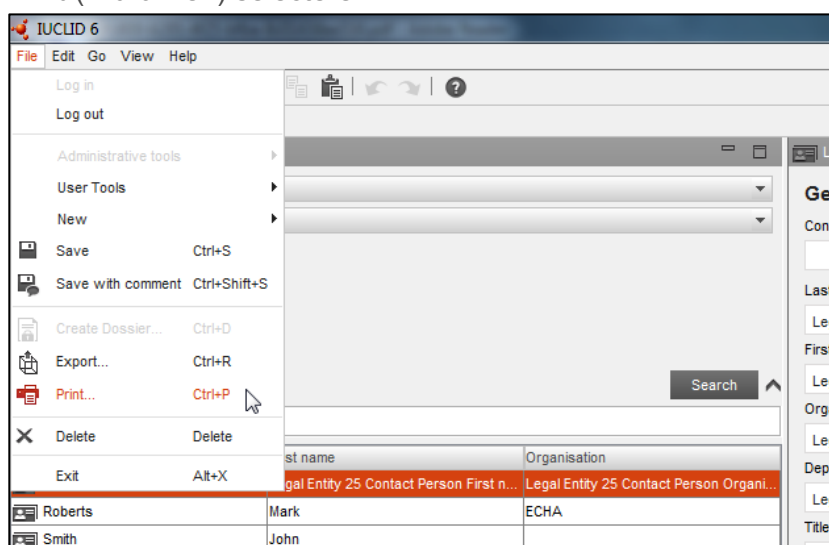 IUCLID 6
File Edit Go View Help
Log in
Log out
Administrative tools
User Tools
New
Save Ctrl+S
Save with comment Ctrl+Shift+S
Create Dossier... Ctrl+D
Export... Ctrl+R
Print... Ctrl+P
Delete Delete
Exit Alt+X
Search
st name Organisation
gal Entity 25 Contact Person First n... Legal Entity 25 Contact Person Organi...
Roberts Mark ECHA
Smith John
Ge
Con
Las
Le
Firs
Le
Org
Le
Dep
Le
Title